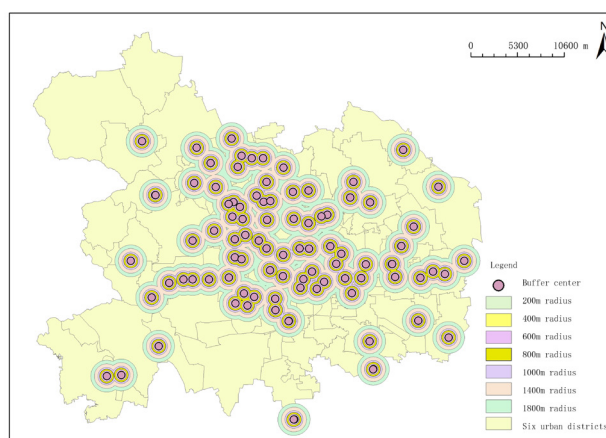 N
0 5300 10600 m
Legend
Buffer center
200m radius
400m radius
600m radius
800m radius
1000m radius
1400m radius
1800m radius
Six urban districts